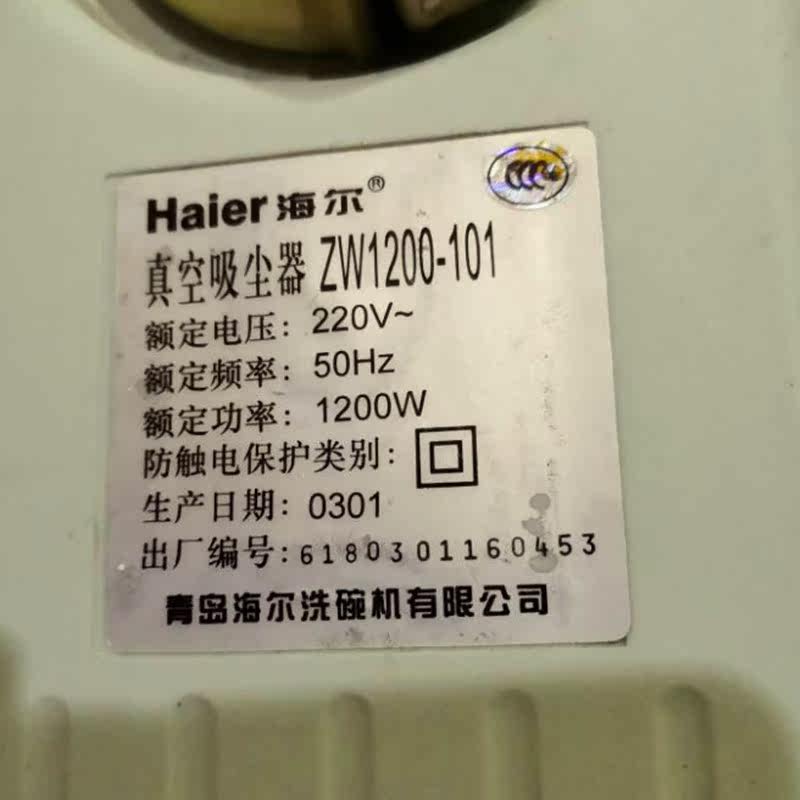 Haier海尔®
真空吸尘器 ZW1200-101
额定电压: 220V~
额定频率: 50Hz
额定功率: 1200W
防触电保护类别:
生产日期: 0301
出厂编号:6180301160453
青岛海尔洗碗机有限公司